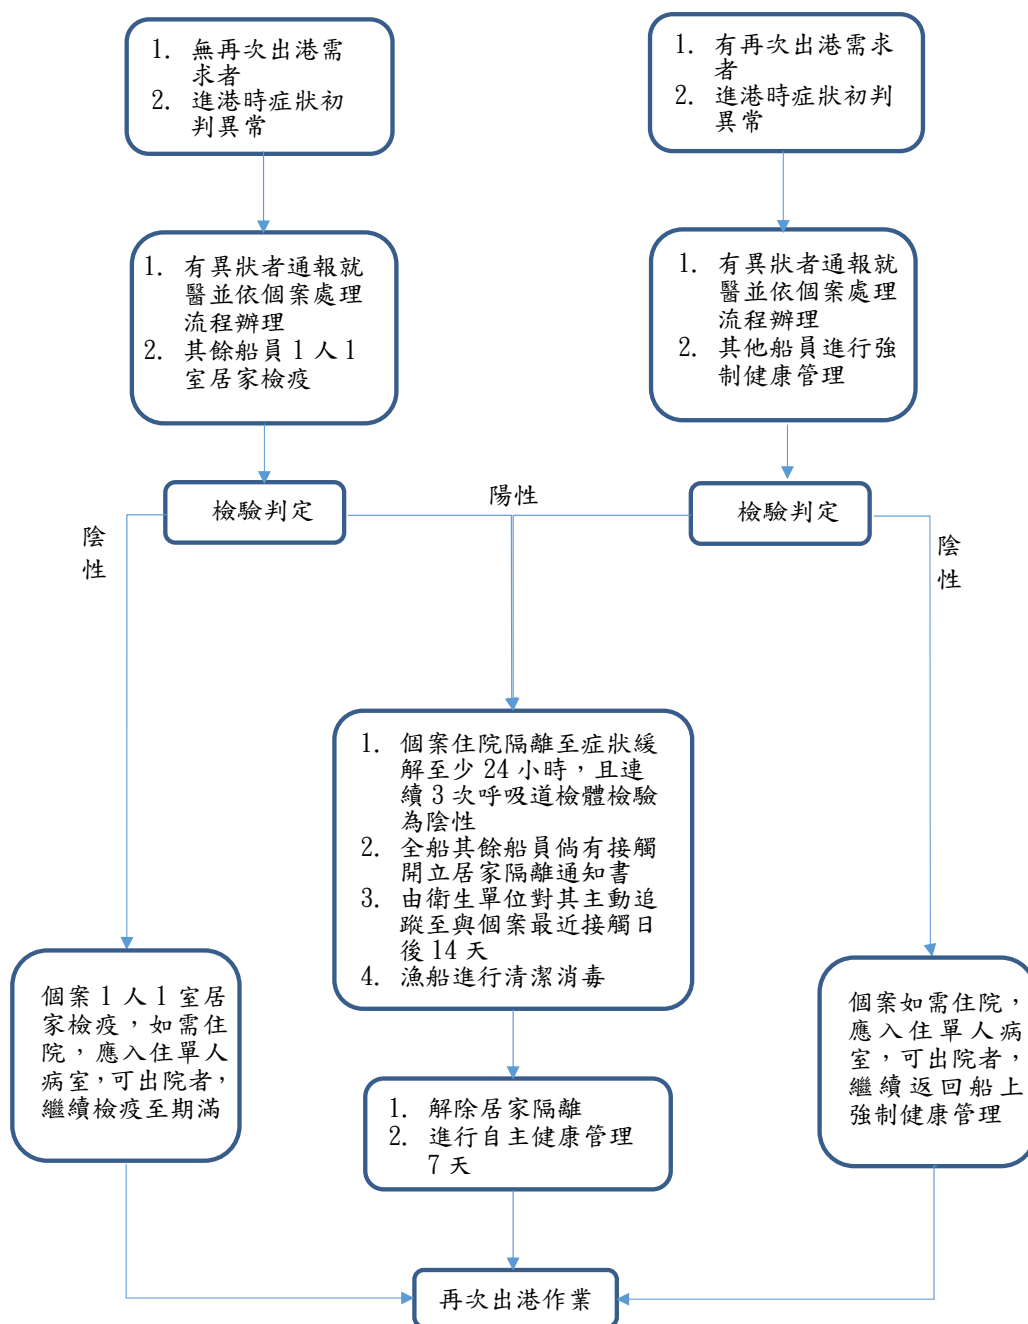 1. 無再次出港需
求者
2. 進港時症狀初
判異常
1. 有再次出港需求
者
2. 進港時症狀初判
異常
1. 有異狀者通報就
醫並依個案處理
流程辦理
2. 其餘船員 1 人 1
室居家檢疫
1. 有異狀者通報就
醫並依個案處理
流程辦理
2. 其他船員進行強
制健康管理
檢驗判定
陽性
檢驗判定
陰
性
陰
性
1. 個案住院隔離至症狀緩
解至少 24 小時，且連
續 3 次呼吸道檢體檢驗
為陰性
2. 全船其餘船員倘有接觸
開立居家隔離通知書
3. 由衛生單位對其主動追
蹤至與個案最近接觸日
後 14 天
4. 漁船進行清潔消毒
個案 1 人 1 室居
家檢疫，如需住
院，應入住單人
病室，可出院者，
繼續檢疫至期滿
個案如需住院，
應入住單人病
室，可出院者，
繼續返回船上
強制健康管理
1. 解除居家隔離
2. 進行自主健康管理
7 天
再次出港作業